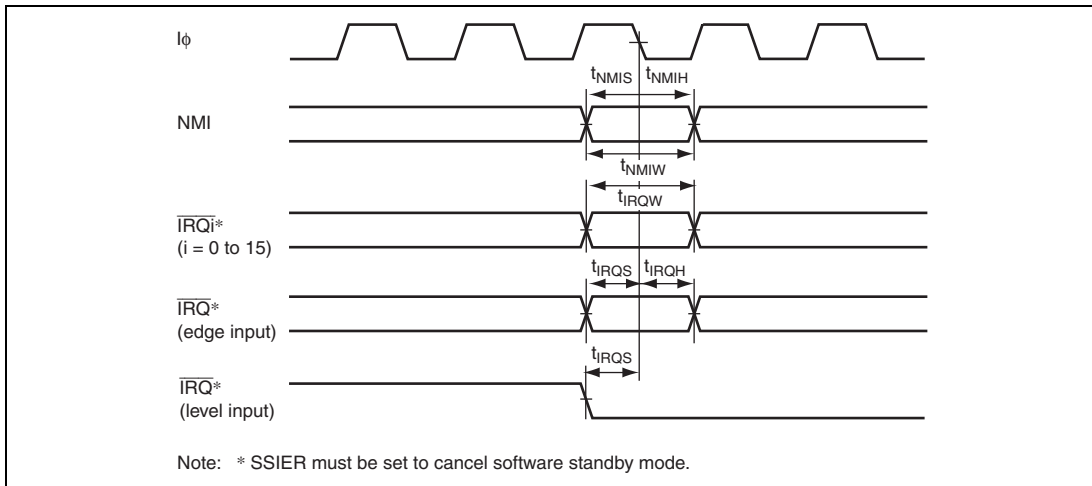 Iϕ
tNMIS tNMIH
NMI
tNMIW
tIRQW
IRQi*
(i = 0 to 15)
tIRQS tIRQH
IRQ*
(edge input)
tIRQS
IRQ*
(level input)
Note: * SSIER must be set to cancel software standby mode.